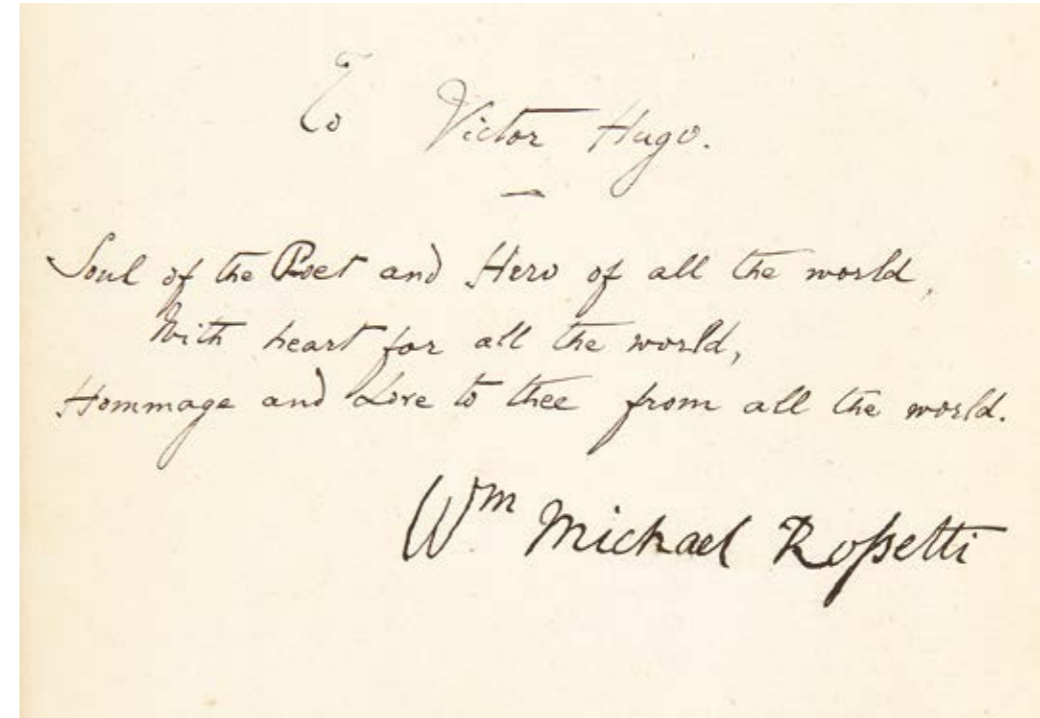 To Victor Hugo.
—
Soul of the Poet and Hero of all the world,
With heart for all the world,
Hommage and Love to thee from all the world.
Wm Michael Roſsetti